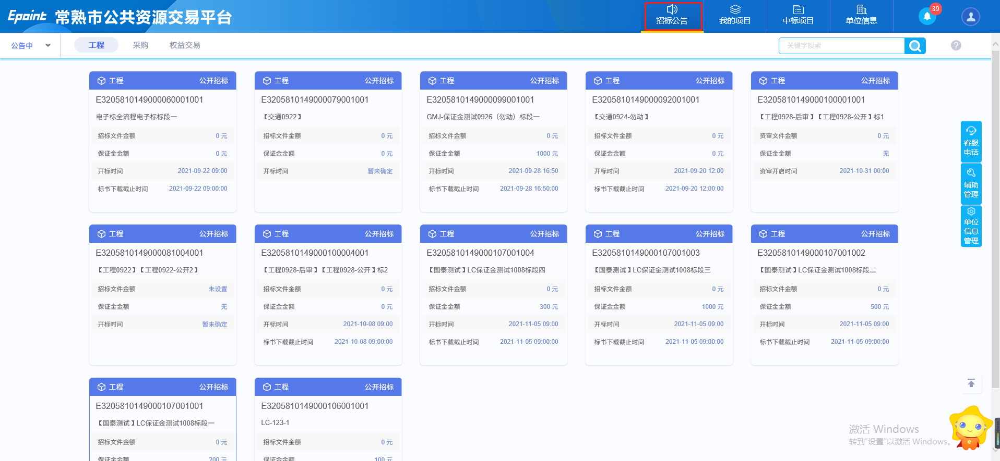 Epoint 常熟市公共资源交易平台
招标公告
我的项目
中标项目
单位信息
39
公告中
工程
采购
权益交易
关键字搜索
?
工程 公开招标
E3205810149000060001001
电子标全流程电子标标段一
招标文件金额 0 元
保证金金额 0 元
开标时间 2021-09-22 09:00
标书下载截止时间 2021-09-22 09:00:00
工程 公开招标
E3205810149000079001001
【交通0922】
招标文件金额 0 元
保证金金额 0 元
开标时间 暂未确定
工程 公开招标
E3205810149000099001001
GMJ-保证金测试0926（勿动）标段一
招标文件金额 0 元
保证金金额 1000 元
开标时间 2021-09-28 16:50
标书下载截止时间 2021-09-28 16:50:00
工程 公开招标
E3205810149000092001001
【交通0924-勿动】
招标文件金额 0 元
保证金金额 0 元
开标时间 2021-09-20 12:00
标书下载截止时间 2021-09-20 12:00:00
工程 公开招标
E3205810149000100001001
【工程0928-后审】【工程0928-公开】标1
资审文件金额 0 元
保证金金额 无
资审开启时间 2021-10-31 00:00
工程 公开招标
E3205810149000081004001
【工程0922】【工程0922-公开2】
招标文件金额 未设置
保证金金额 无
开标时间 暂未确定
工程 公开招标
E3205810149000100004001
【工程0928-后审】【工程0928-公开】标2
招标文件金额 0 元
保证金金额 0 元
开标时间 2021-10-08 09:00
标书下载截止时间 2021-10-08 09:00:00
工程 公开招标
E3205810149000107001004
【国泰测试】LC保证金测试1008标段四
招标文件金额 0 元
保证金金额 300 元
开标时间 2021-11-05 09:00
标书下载截止时间 2021-11-05 09:00:00
工程 公开招标
E3205810149000107001003
【国泰测试】LC保证金测试1008标段三
招标文件金额 0 元
保证金金额 1000 元
开标时间 2021-11-05 09:00
标书下载截止时间 2021-11-05 09:00:00
工程 公开招标
E3205810149000107001002
【国泰测试】LC保证金测试1008标段二
招标文件金额 0 元
保证金金额 500 元
开标时间 2021-11-05 09:00
标书下载截止时间 2021-11-05 09:00:00
工程 公开招标
E3205810149000107001001
【国泰测试】LC保证金测试1008标段一
招标文件金额 0 元
保证金金额 200 元
工程 公开招标
E3205810149000106001001
LC-123-1
招标文件金额 0 元
保证金金额 100 元
客服
电话
辅助
管理
单位
信息
管理
激活 Windows
转到"设置"以激活 Windows。